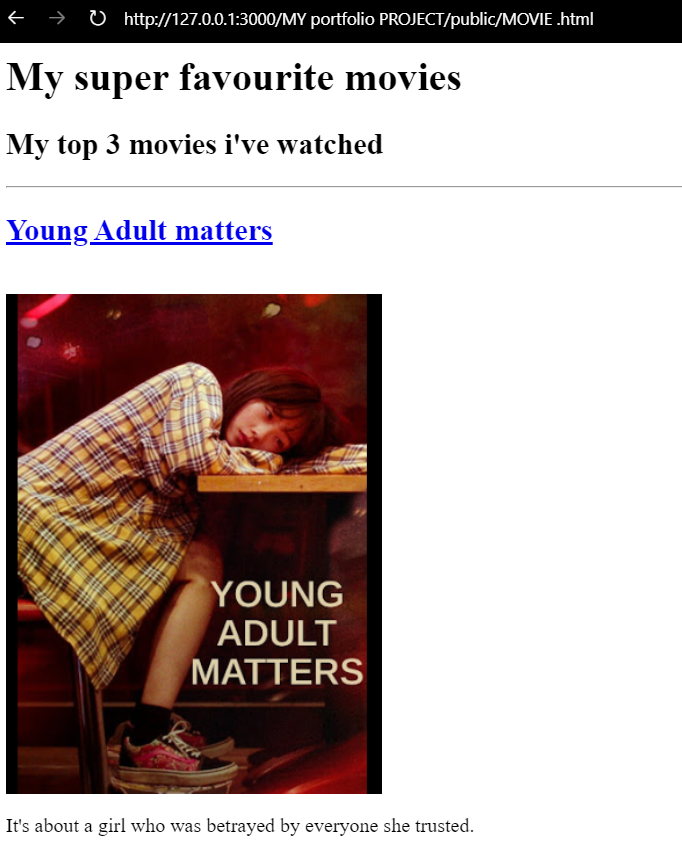 http://127.0.0.1:3000/MY portfolio PROJECT/public/MOVIE .html
My super favourite movies
My top 3 movies i've watched
Young Adult matters
YOUNG
ADULT
MATTERS
It's about a girl who was betrayed by everyone she trusted.